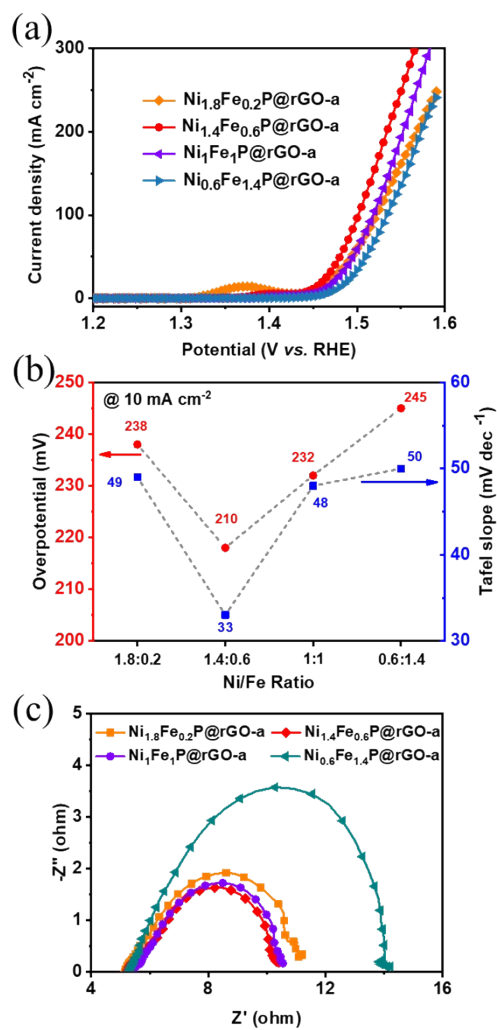 (a)
300
200
100
0
Current density (mA cm⁻²)
Ni₁.₈Fe₀.₂P@rGO-a
Ni₁.₄Fe₀.₆P@rGO-a
Ni₁Fe₁P@rGO-a
Ni₀.₆Fe₁.₄P@rGO-a
1.2 1.3 1.4 1.5 1.6
Potential (V vs. RHE)
(b)
@ 10 mA cm⁻²
250
240
230
220
210
200
Overpotential (mV)
238
210
232
245
49
33
48
50
60
50
40
30
Tafel slope (mV dec⁻¹)
1.8:0.2 1.4:0.6 1:1 0.6:1.4
Ni/Fe Ratio
(c)
-5
-4
3
2
1
0
-Z'' (ohm)
Ni₁.₈Fe₀.₂P@rGO-a Ni₁.₄Fe₀.₆P@rGO-a
Ni₁Fe₁P@rGO-a Ni₀.₆Fe₁.₄P@rGO-a
4 8 12 16
Z' (ohm)